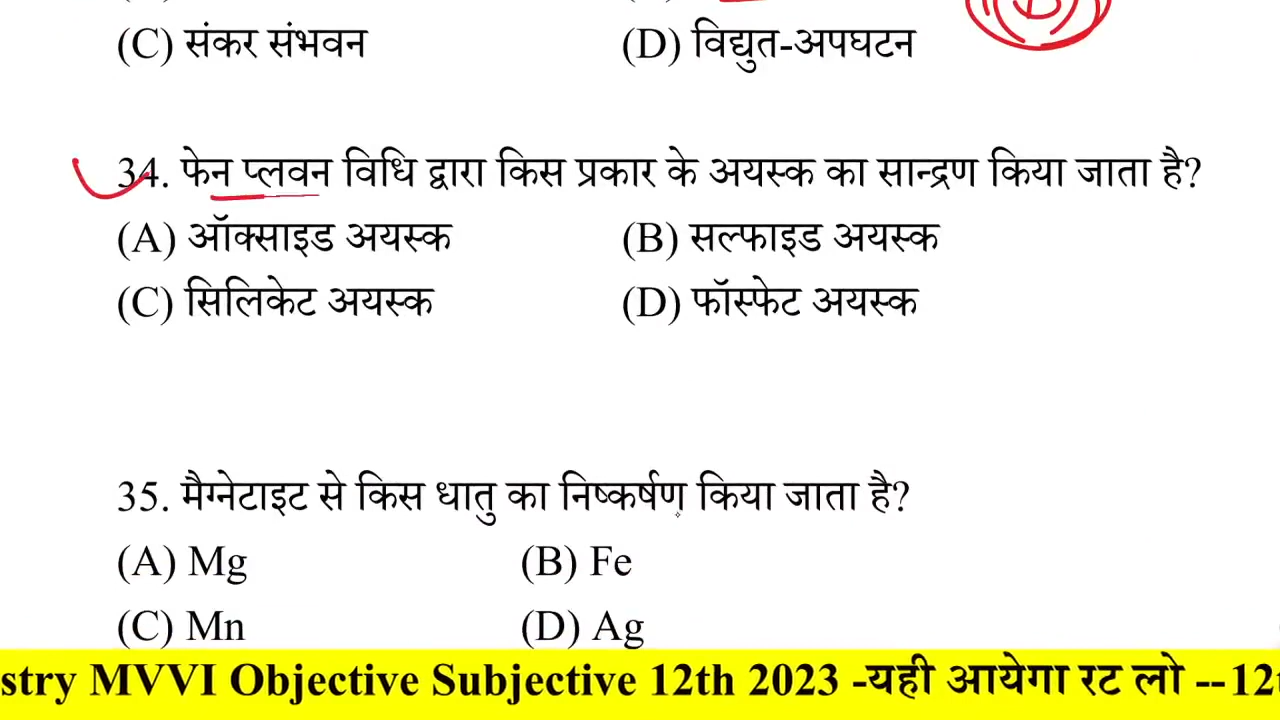 (C) संकर संभवन (D) विद्युत-अपघटन
34. फेन प्लवन विधि द्वारा किस प्रकार के अयस्क का सान्द्रण किया जाता है?
(A) ऑक्साइड अयस्क (B) सल्फाइड अयस्क
(C) सिलिकेट अयस्क (D) फॉस्फेट अयस्क
35. मैग्नेटाइट से किस धातु का निष्कर्षण किया जाता है?
(A) Mg (B) Fe
(C) Mn (D) Ag
stry MVVI Objective Subjective 12th 2023 -यही आयेगा रट लो --12t